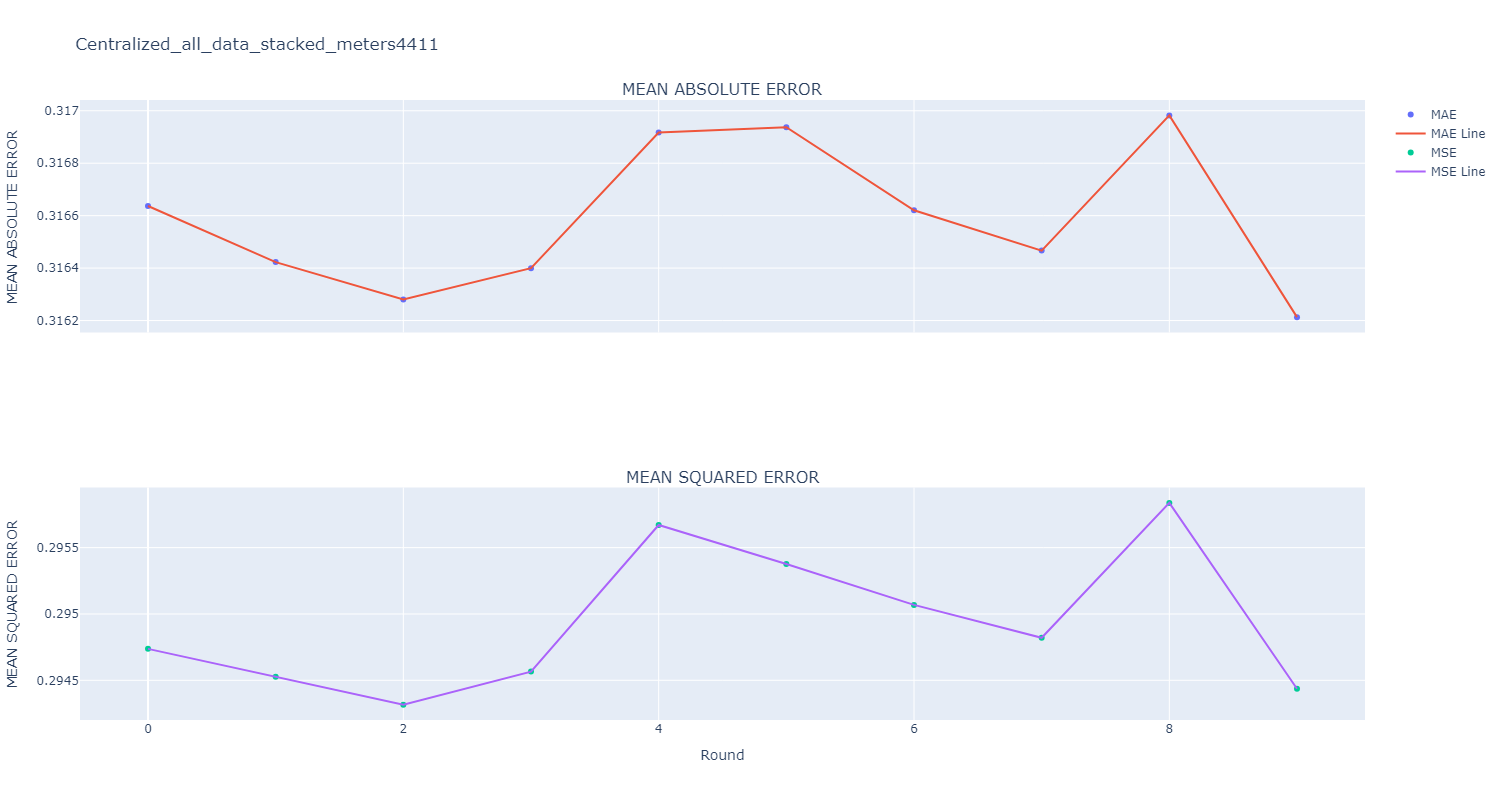 Centralized_all_data_stacked_meters4411
MEAN ABSOLUTE ERROR
MEAN ABSOLUTE ERROR
0.317
0.3168
0.3166
0.3164
0.3162
MAE
MAE Line
MSE
MSE Line
MEAN SQUARED ERROR
MEAN SQUARED ERROR
0.2955
0.295
0.2945
0 2 4 6 8
Round